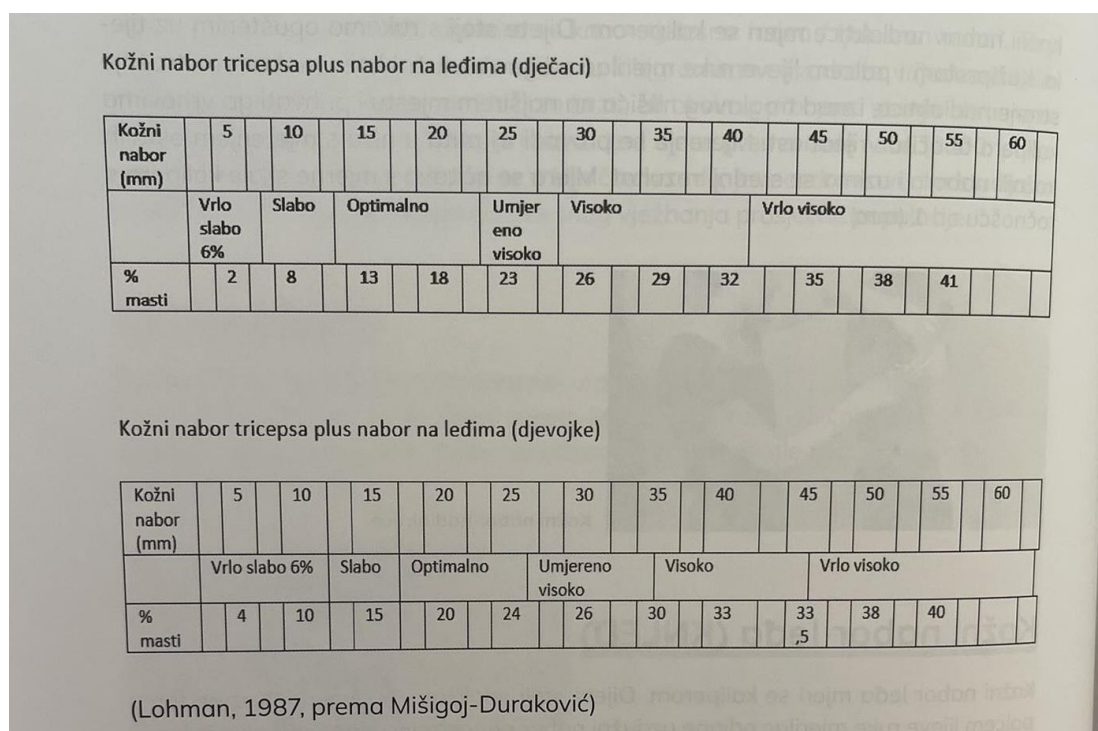 Kožni nabor tricepsa plus nabor na leđima (dječaci)
Kožni nabor (mm) 5 10 15 20 25 30 35 40 45 50 55 60
Vrlo slabo 6% Slabo Optimalno Umjereno visoko Visoko Vrlo visoko
% masti 2 8 13 18 23 26 29 32 35 38 41
Kožni nabor tricepsa plus nabor na leđima (djevojke)
Kožni nabor (mm) 5 10 15 20 25 30 35 40 45 50 55 60
Vrlo slabo 6% Slabo Optimalno Umjereno visoko Visoko Vrlo visoko
% masti 4 10 15 20 24 26 30 33 33,5 38 40
(Lohman, 1987, prema Mišigoj-Duraković)